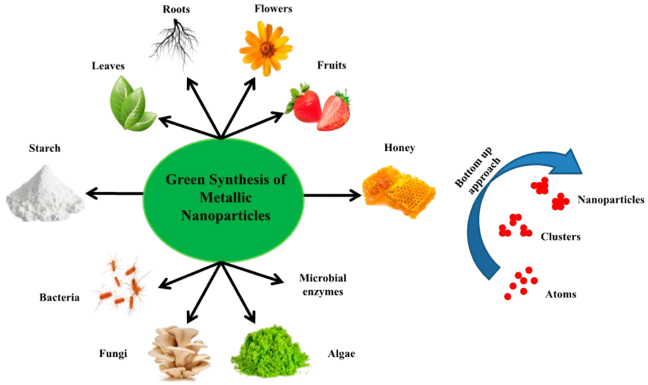 Roots
Flowers
Leaves
Fruits
Starch
Honey
Green Synthesis of
Metallic
Nanoparticles
Bacteria
Microbial
enzymes
Fungi
Algae
Bottom up
approach
Nanoparticles
Clusters
Atoms